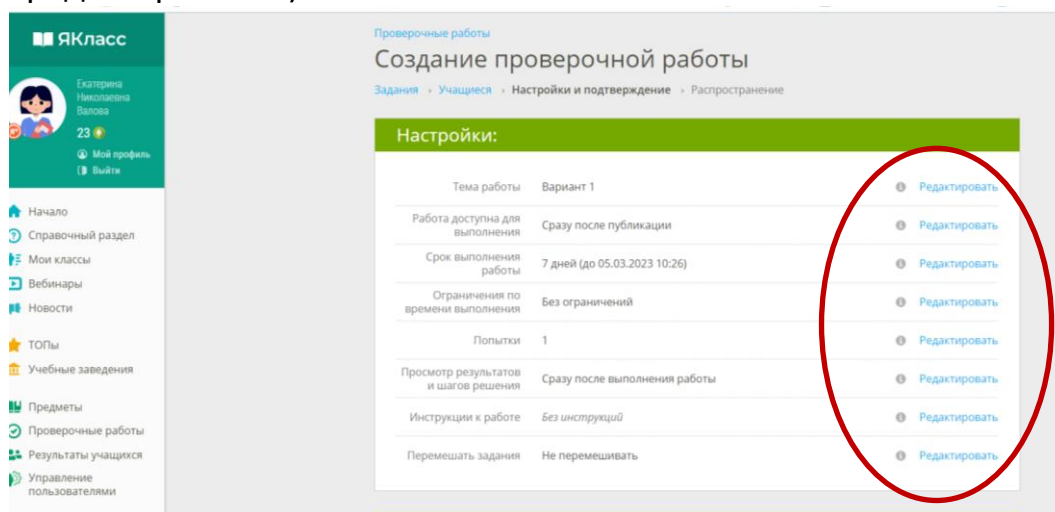 ЯКласс
Екатерина
Николаевна
Валова
23
Мой профиль
Выйти
Начало
Справочный раздел
Мои классы
Вебинары
Новости
ТОПы
Учебные заведения
Предметы
Проверочные работы
Результаты учащихся
Управление
пользователями
Проверочные работы
Создание проверочной работы
Задания › Учащиеся › Настройки и подтверждение › Распространение
Настройки:
Тема работы Вариант 1 Редактировать
Работа доступна для
выполнения Сразу после публикации Редактировать
Срок выполнения
работы 7 дней (до 05.03.2023 10:26) Редактировать
Ограничения по
времени выполнения Без ограничений Редактировать
Попытки 1 Редактировать
Просмотр результатов
и шагов решения Сразу после выполнения работы Редактировать
Инструкции к работе Без инструкций Редактировать
Перемешать задания Не перемешивать Редактировать